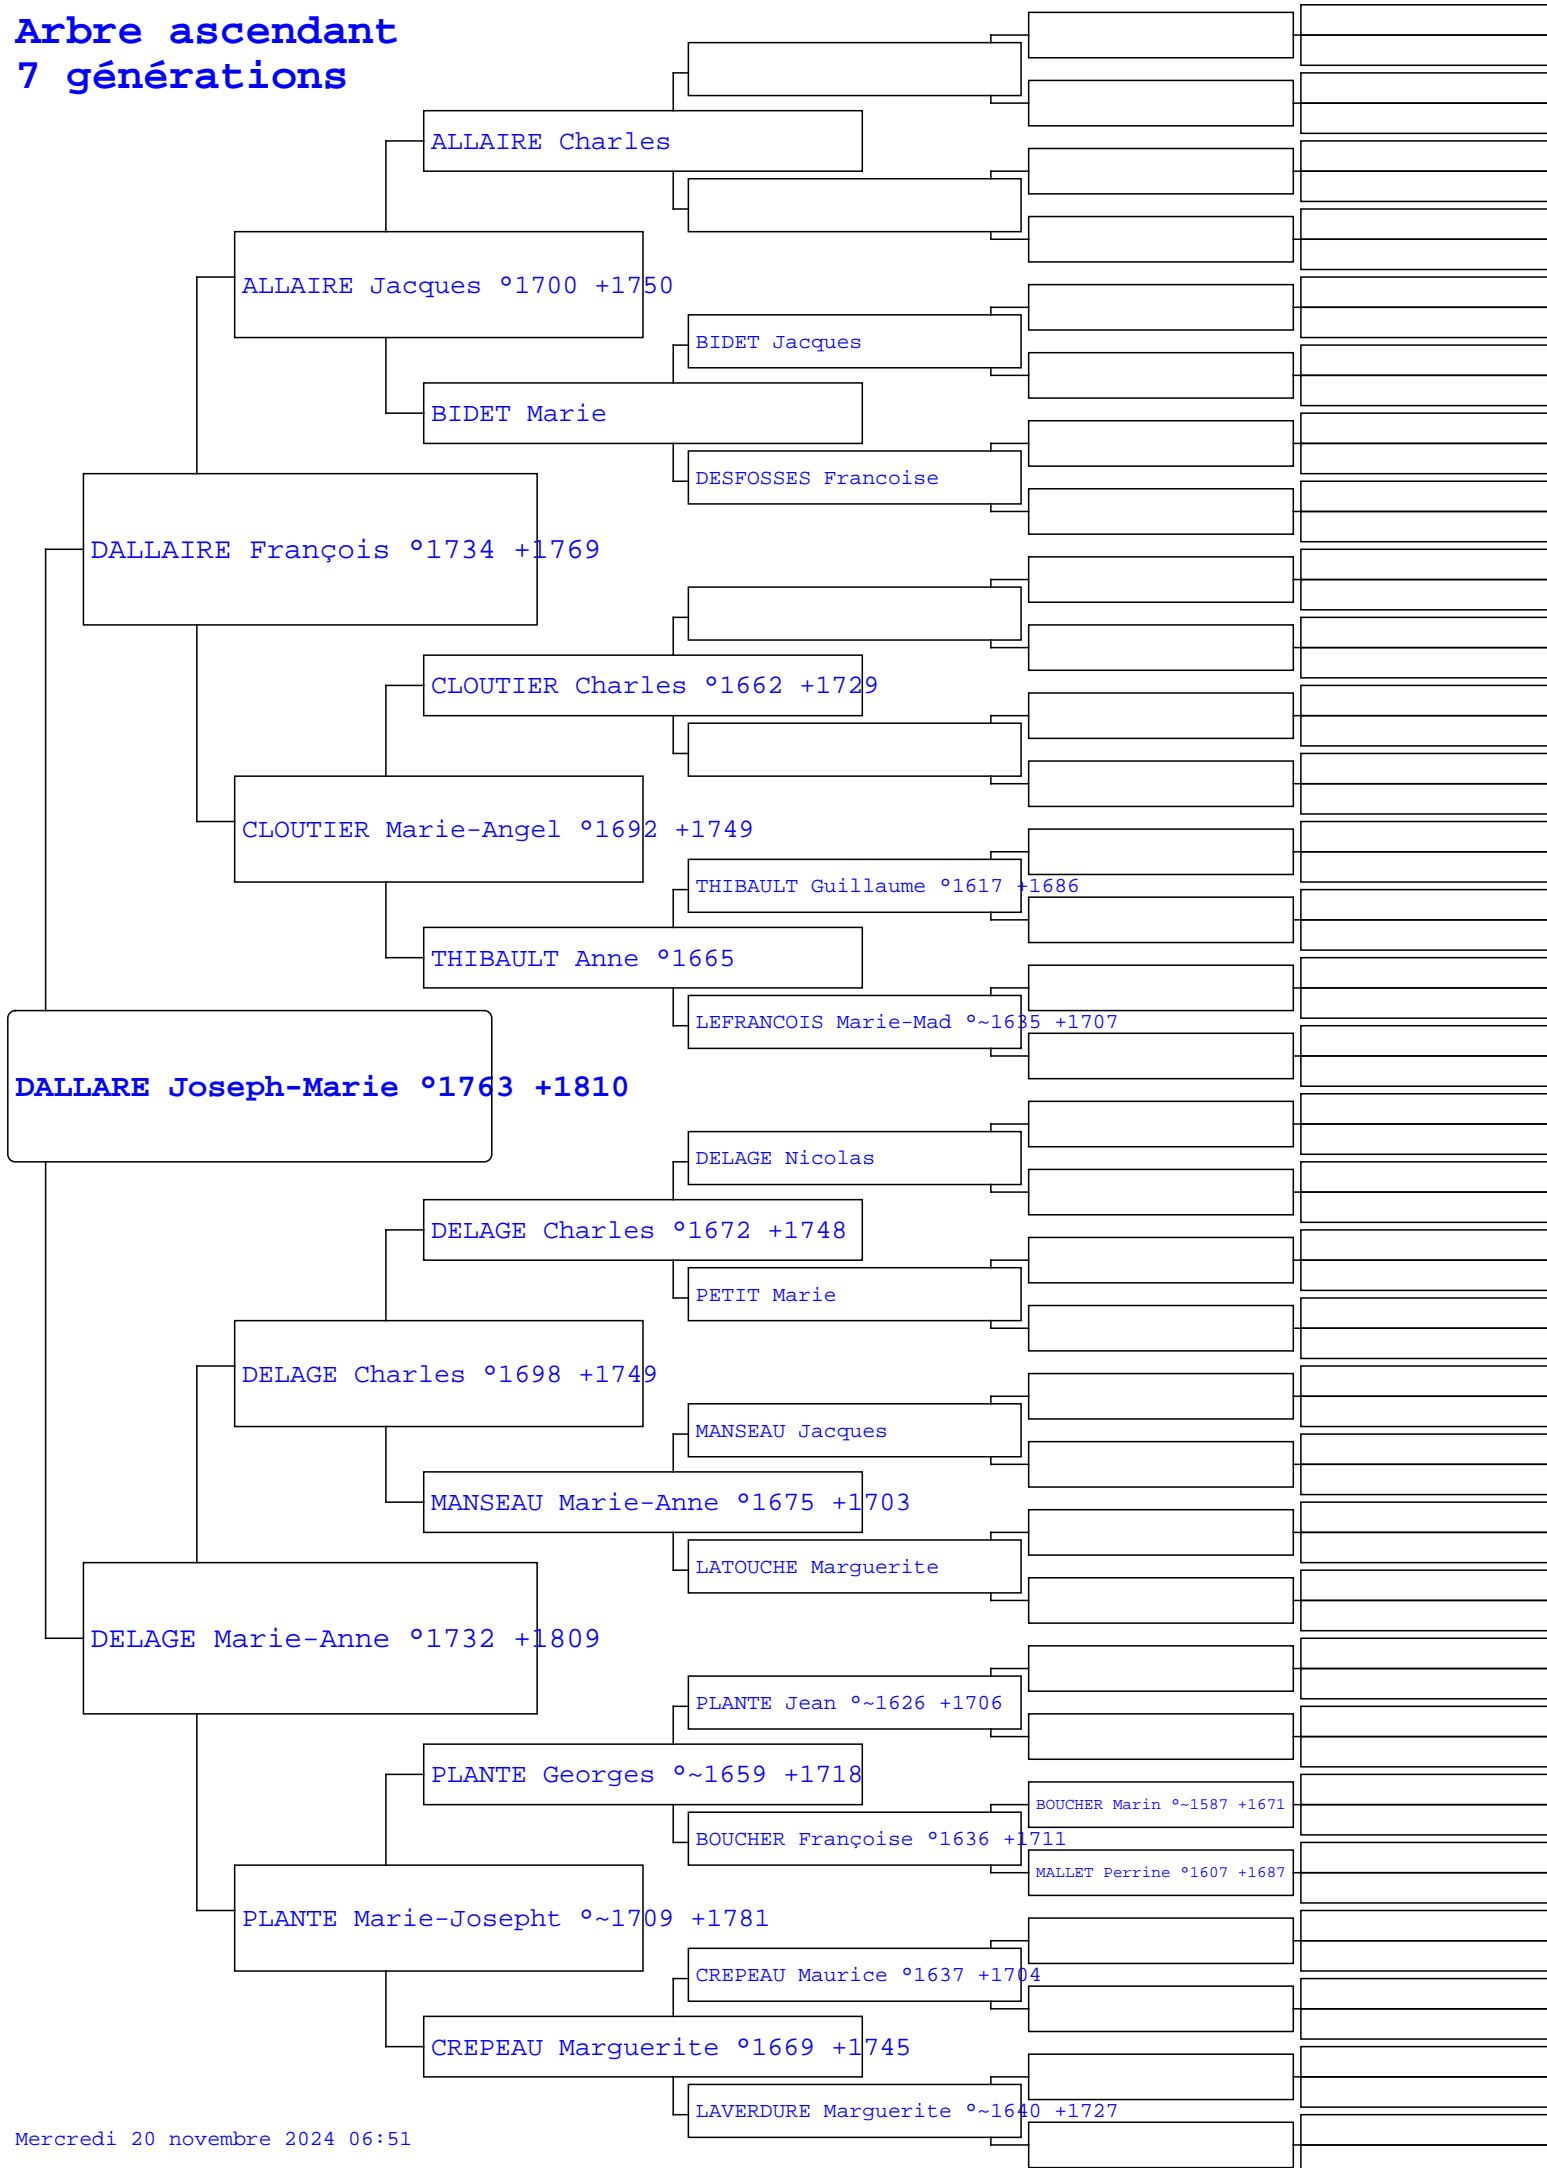 Arbre ascendant
7 générations
ALLAIRE Charles
ALLAIRE Jacques °1700 +1750
BIDET Jacques
BIDET Marie
DESFOSSES Francoise
DALLAIRE François °1734 +1769
CLOUTIER Charles °1662 +1729
CLOUTIER Marie-Angel °1692 +1749
THIBAULT Guillaume °1617 +1686
THIBAULT Anne °1665
LEFRANCOIS Marie-Mad °~1635 +1707
DALLARE Joseph-Marie °1763 +1810
DELAGE Nicolas
DELAGE Charles °1672 +1748
PETIT Marie
DELAGE Charles °1698 +1749
MANSEAU Jacques
MANSEAU Marie-Anne °1675 +1703
LATOUCHE Marguerite
DELAGE Marie-Anne °1732 +1809
PLANTE Jean °~1626 +1706
PLANTE Georges °~1659 +1718
BOUCHER Marin °~1587 +1671
BOUCHER Françoise °1636 +1711
MALLET Perrine °1607 +1687
PLANTE Marie-Josepht °~1709 +1781
CREPEAU Maurice °1637 +1704
CREPEAU Marguerite °1669 +1745
LAVERDURE Marguerite °~1640 +1727
Mercredi 20 novembre 2024 06:51